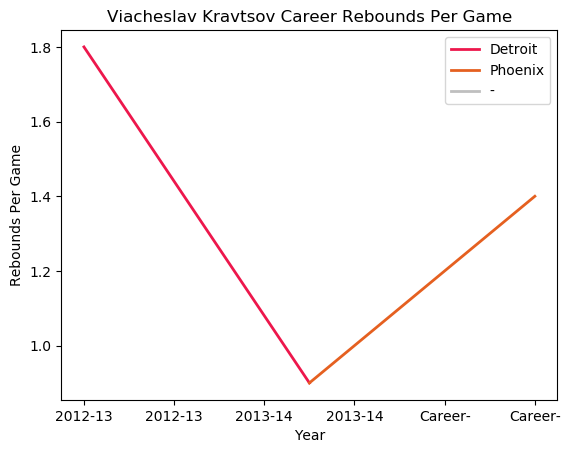 Viacheslav Kravtsov Career Rebounds Per Game
Detroit
Phoenix
-
Rebounds Per Game
1.8
1.6
1.4
1.2
1.0
2012-13 2012-13 2013-14 2013-14 Career- Career-
Year